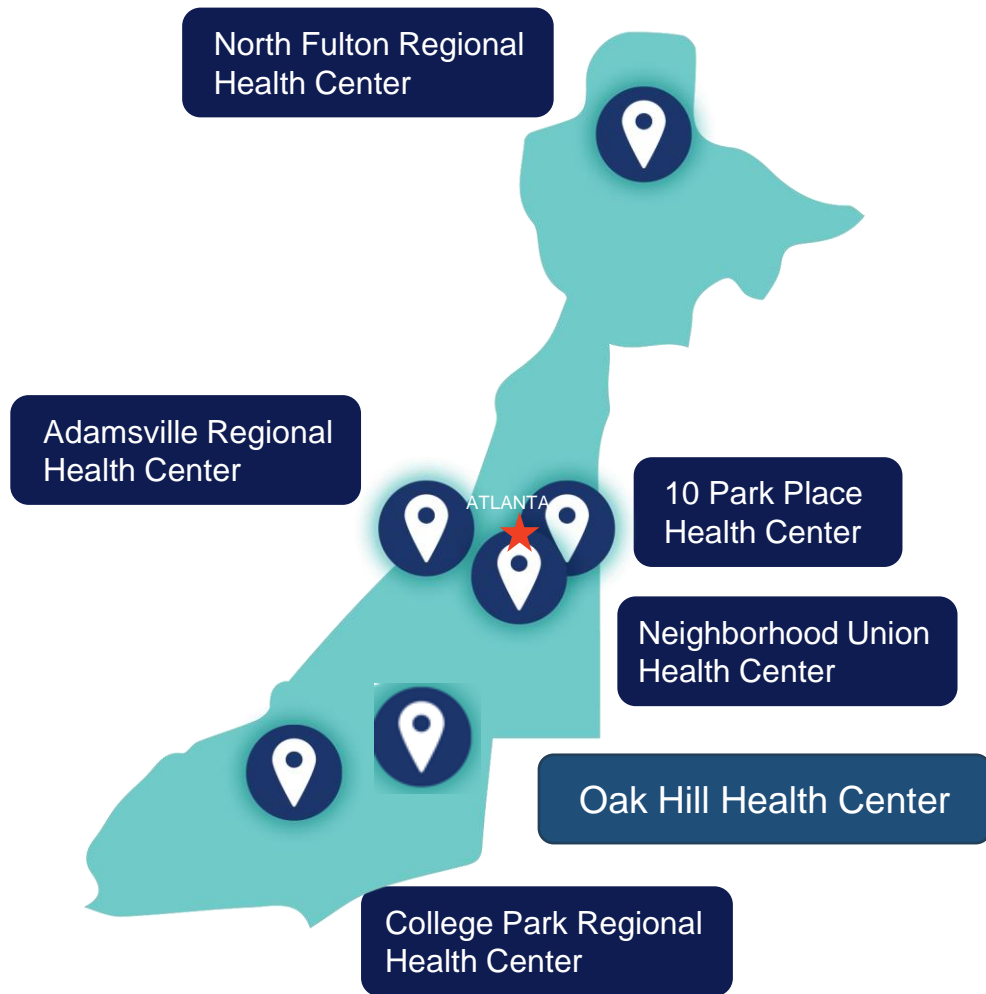 North Fulton Regional
Health Center
Adamsville Regional
Health Center
ATLANTA
10 Park Place
Health Center
Neighborhood Union
Health Center
Oak Hill Health Center
College Park Regional
Health Center